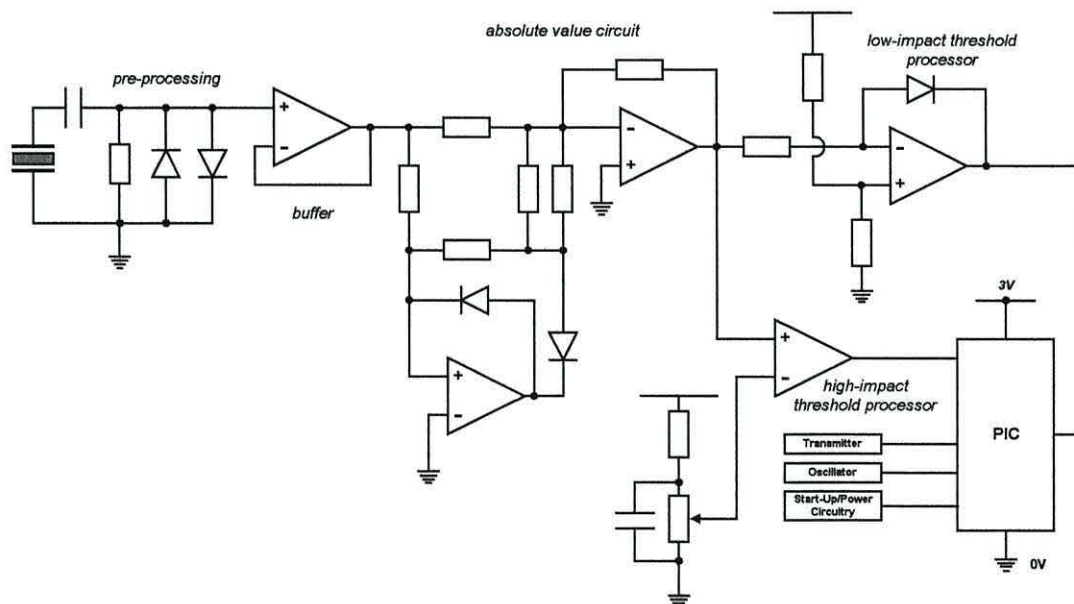 absolute value circuit
low-impact threshold
processor
pre-processing
+
-
buffer
-
+
-
+
3V
+
-
high-impact
threshold processor
+
-
PIC
Transmitter
Oscillator
Start-Up/Power
Circuitry
0V